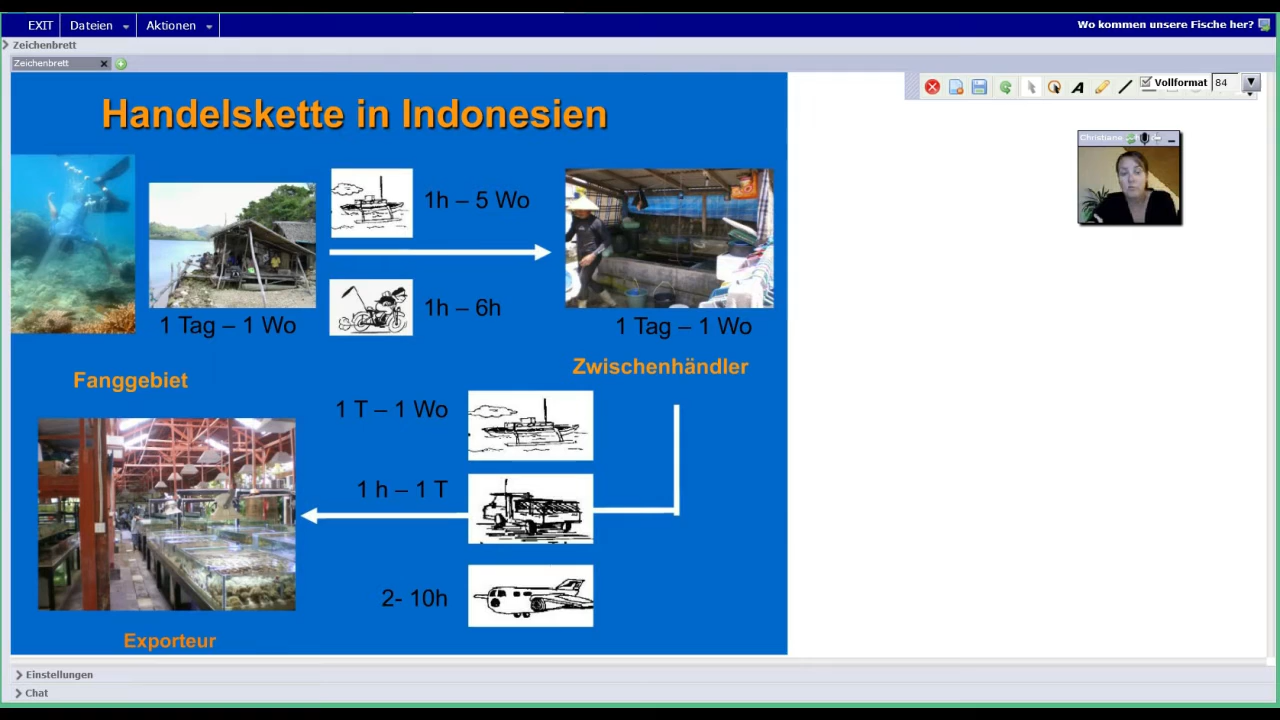 EXIT Dateien Aktionen Wo kommen unsere Fische her?
Zeichenbrett
Zeichenbrett
Vollformat 84
Christiane
Handelskette in Indonesien
1h – 5 Wo
1h – 6h
1 Tag – 1 Wo
1 Tag – 1 Wo
Fanggebiet
Zwischenhändler
1 T – 1 Wo
1 h – 1 T
2- 10h
Exporteur
Einstellungen
Chat